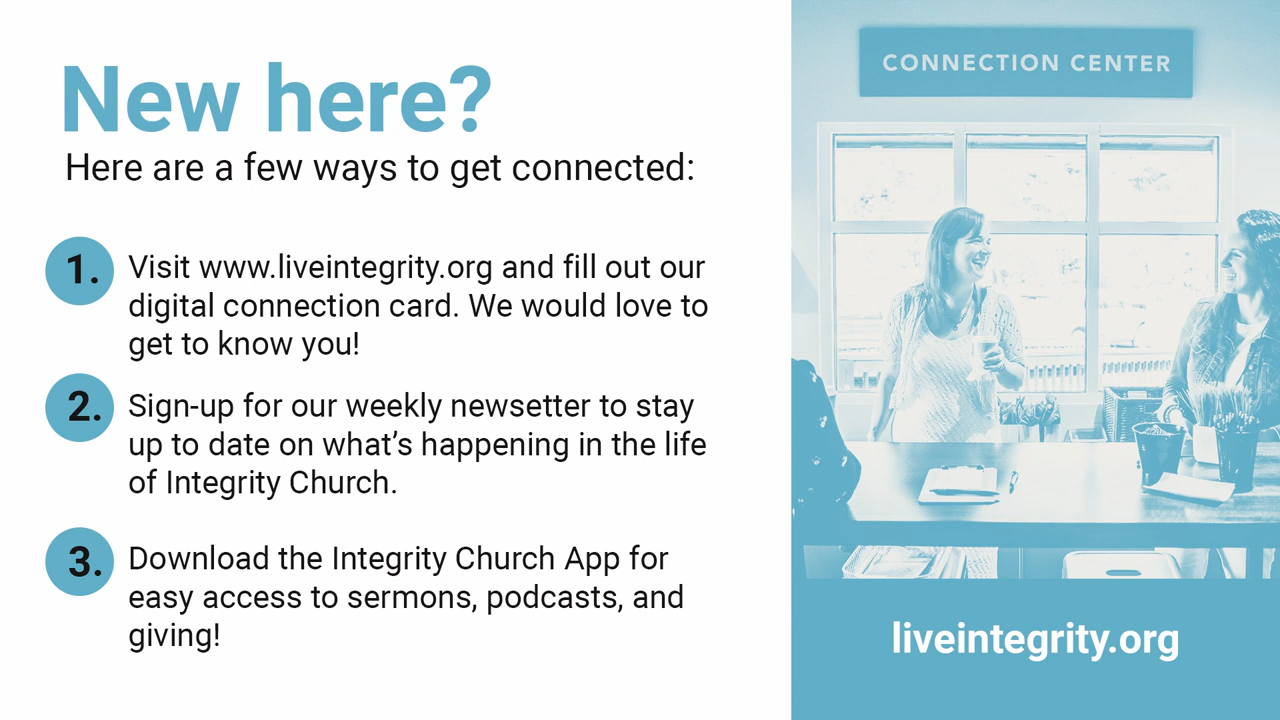 New here?
Here are a few ways to get connected:
1. Visit www.liveintegrity.org and fill out our
digital connection card. We would love to
get to know you!
2. Sign-up for our weekly newsetter to stay
up to date on what's happening in the life
of Integrity Church.
3. Download the Integrity Church App for
easy access to sermons, podcasts, and
giving!
CONNECTION CENTER
liveintegrity.org